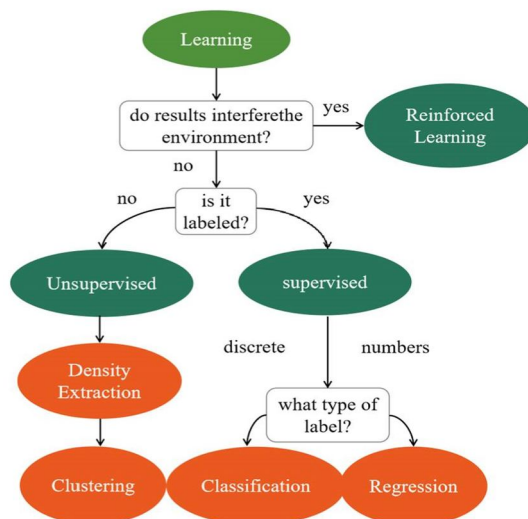 Learning
do results interferethe
environment?
yes
Reinforced
Learning
no
no
is it
labeled?
yes
Unsupervised
supervised
discrete
numbers
Density
Extraction
what type of
label?
Clustering
Classification
Regression